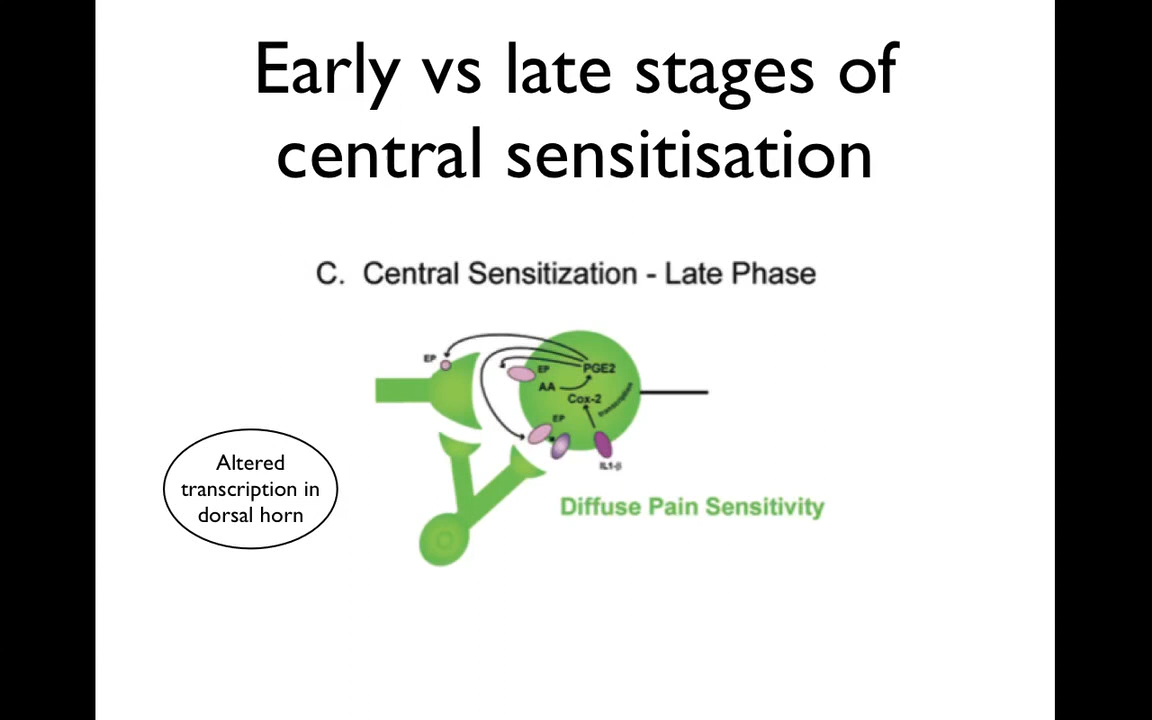 Early vs late stages of
central sensitisation
C. Central Sensitization - Late Phase
EP
EP
PGE2
AA
Cox-2
transcription
EP
IL1-β
Altered
transcription in
dorsal horn
Diffuse Pain Sensitivity